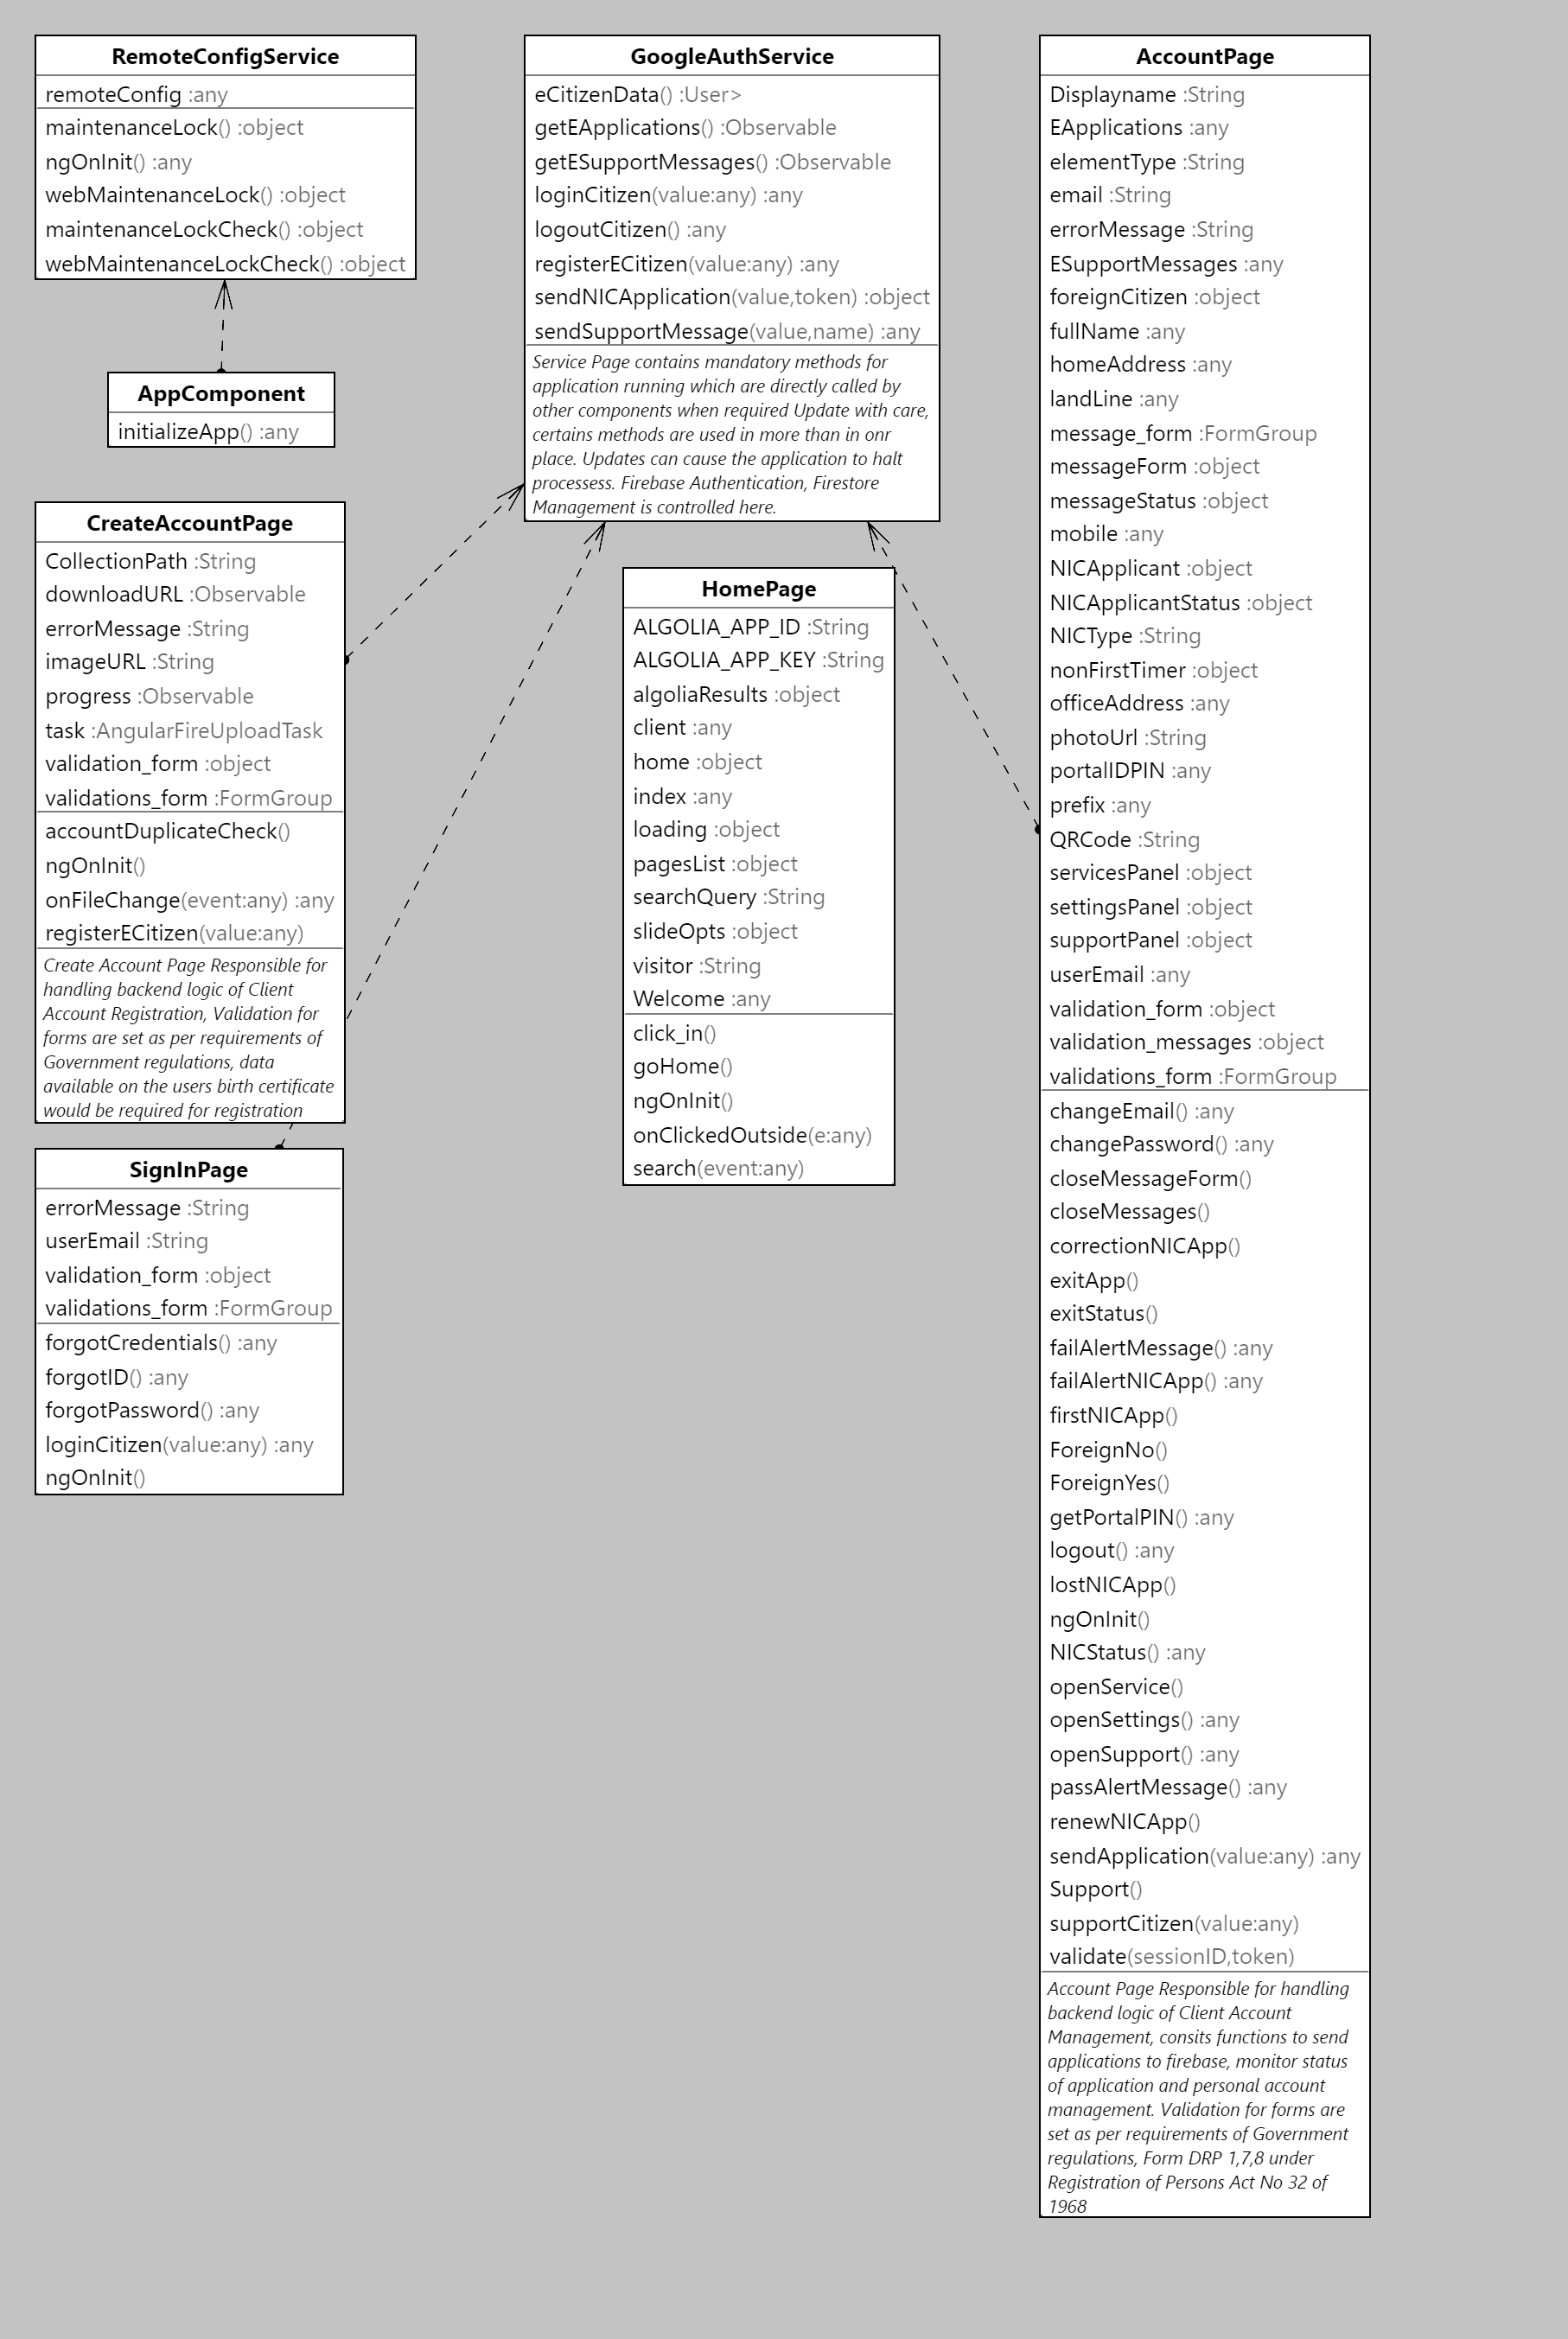 RemoteConfigService
remoteConfig :any
maintenanceLock() :object
ngOnInit() :any
webMaintenanceLock() :object
maintenanceLockCheck() :object
webMaintenanceLockCheck() :object
AppComponent
initializeApp() :any
CreateAccountPage
CollectionPath :String
downloadURL :Observable
errorMessage :String
imageURL :String
progress :Observable
task :AngularFireUploadTask
validation_form :object
validations_form :FormGroup
accountDuplicateCheck()
ngOnInit()
onFileChange(event:any) :any
registerECitizen(value:any)
Create Account Page Responsible for
handling backend logic of Client
Account Registration, Validation for
forms are set as per requirements of
Government regulations, data
available on the users birth certificate
would be required for registration
SignInPage
errorMessage :String
userEmail :String
validation_form :object
validations_form :FormGroup
forgotCredentials() :any
forgotID() :any
forgotPassword() :any
loginCitizen(value:any) :any
ngOnInit()
GoogleAuthService
eCitizenData() :User>
getEApplications() :Observable
getESupportMessages() :Observable
loginCitizen(value:any) :any
logoutCitizen() :any
registerECitizen(value:any) :any
sendNICApplication(value,token) :object
sendSupportMessage(value,name) :any
Service Page contains mandatory methods for
application running which are directly called by
other components when required Update with care,
certains methods are used in more than in onr
place. Updates can cause the application to halt
processess. Firebase Authentication, Firestore
Management is controlled here.
HomePage
ALGOLIA_APP_ID :String
ALGOLIA_APP_KEY :String
algoliaResults :object
client :any
home :object
index :any
loading :object
pagesList :object
searchQuery :String
slideOpts :object
visitor :String
Welcome :any
click_in()
goHome()
ngOnInit()
onClickedOutside(e:any)
search(event:any)
AccountPage
Displayname :String
EApplications :any
elementType :String
email :String
errorMessage :String
ESupportMessages :any
foreignCitizen :object
fullName :any
homeAddress :any
landLine :any
message_form :FormGroup
messageForm :object
messageStatus :object
mobile :any
NICApplicant :object
NICApplicantStatus :object
NICType :String
nonFirstTimer :object
officeAddress :any
photoUrl :String
portalIDPIN :any
prefix :any
QRCode :String
servicesPanel :object
settingsPanel :object
supportPanel :object
userEmail :any
validation_form :object
validation_messages :object
validations_form :FormGroup
changeEmail() :any
changePassword() :any
closeMessageForm()
closeMessages()
correctionNICApp()
exitApp()
exitStatus()
failAlertMessage() :any
failAlertNICApp() :any
firstNICApp()
ForeignNo()
ForeignYes()
getPortalPIN() :any
logout() :any
lostNICApp()
ngOnInit()
NICStatus() :any
openService()
openSettings() :any
openSupport() :any
passAlertMessage() :any
renewNICApp()
sendApplication(value:any) :any
Support()
supportCitizen(value:any)
validate(sessionID,token)
Account Page Responsible for handling
backend logic of Client Account
Management, consits functions to send
applications to firebase, monitor status
of application and personal account
management. Validation for forms are
set as per requirements of Government
regulations, Form DRP 1,7,8 under
Registration of Persons Act No 32 of
1968